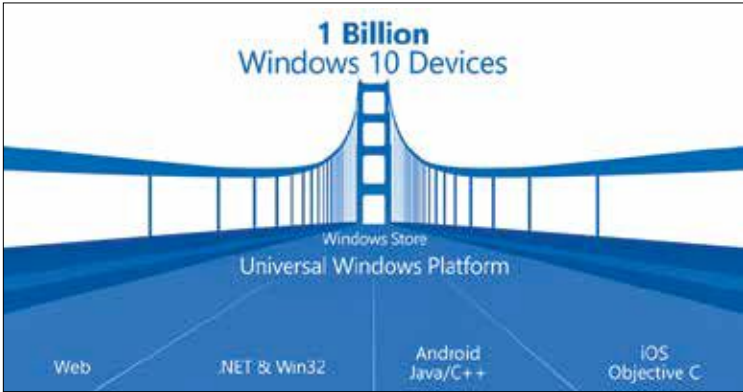 1 Billion
Windows 10 Devices
Windows Store
Universal Windows Platform
Web
.NET & Win32
Android
Java/C++
iOS
Objective C